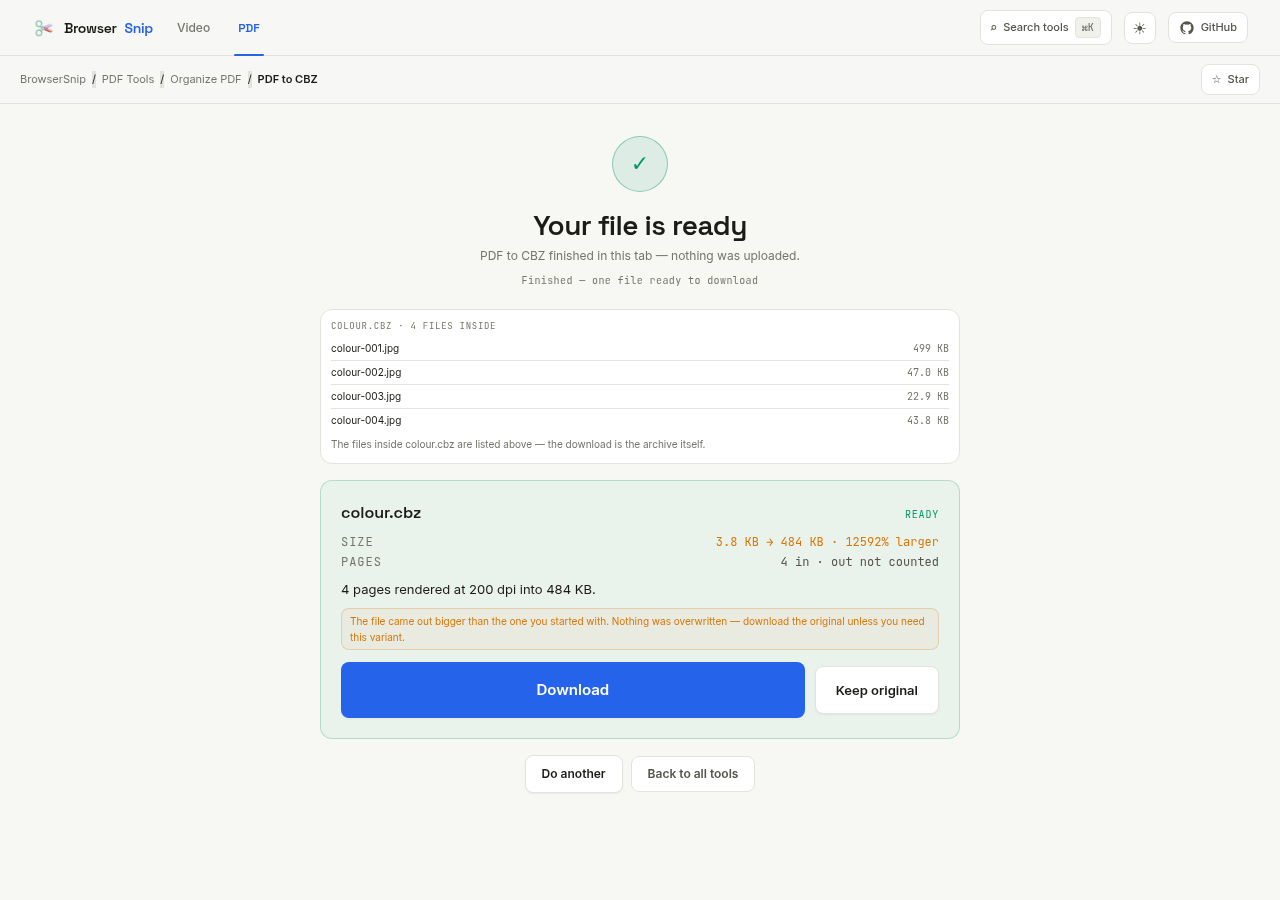 Browser Snip Video PDF Search tools ⌘K GitHub
BrowserSnip / PDF Tools / Organize PDF / PDF to CBZ ☆ Star
✓
Your file is ready
PDF to CBZ finished in this tab — nothing was uploaded.
Finished — one file ready to download
COLOUR.CBZ · 4 FILES INSIDE
colour-001.jpg 499 KB
colour-002.jpg 47.0 KB
colour-003.jpg 22.9 KB
colour-004.jpg 43.8 KB
The files inside colour.cbz are listed above — the download is the archive itself.
colour.cbz READY
SIZE 3.8 KB → 484 KB · 12592% larger
PAGES 4 in · out not counted
4 pages rendered at 200 dpi into 484 KB.
The file came out bigger than the one you started with. Nothing was overwritten — download the original unless you need
this variant.
Download Keep original
Do another Back to all tools